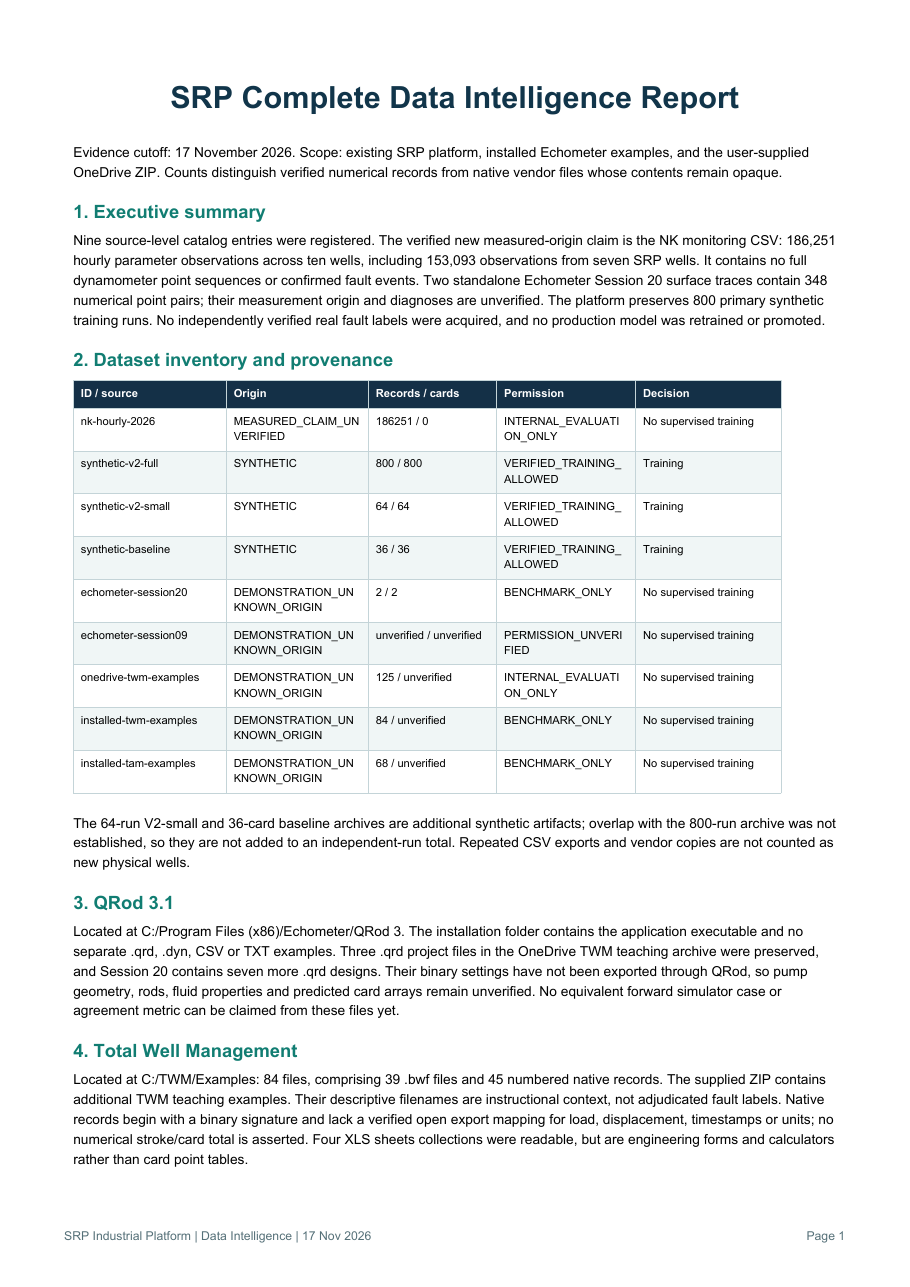 SRP Complete Data Intelligence Report
Evidence cutoff: 17 November 2026. Scope: existing SRP platform, installed Echometer examples, and the user-supplied
OneDrive ZIP. Counts distinguish verified numerical records from native vendor files whose contents remain opaque.
1. Executive summary
Nine source-level catalog entries were registered. The verified new measured-origin claim is the NK monitoring CSV: 186,251
hourly parameter observations across ten wells, including 153,093 observations from seven SRP wells. It contains no full
dynamometer point sequences or confirmed fault events. Two standalone Echometer Session 20 surface traces contain 348
numerical point pairs; their measurement origin and diagnoses are unverified. The platform preserves 800 primary synthetic
training runs. No independently verified real fault labels were acquired, and no production model was retrained or promoted.
2. Dataset inventory and provenance
ID / source Origin Records / cards Permission Decision
nk-hourly-2026 MEASURED_CLAIM_UN 186251 / 0 INTERNAL_EVALUATI No supervised training
VERIFIED ON_ONLY
synthetic-v2-full SYNTHETIC 800 / 800 VERIFIED_TRAINING_ Training
ALLOWED
synthetic-v2-small SYNTHETIC 64 / 64 VERIFIED_TRAINING_ Training
ALLOWED
synthetic-baseline SYNTHETIC 36 / 36 VERIFIED_TRAINING_ Training
ALLOWED
echometer-session20 DEMONSTRATION_UN 2 / 2 BENCHMARK_ONLY No supervised training
KNOWN_ORIGIN
echometer-session09 DEMONSTRATION_UN unverified / unverified PERMISSION_UNVERI No supervised training
KNOWN_ORIGIN FIED
onedrive-twm-examples DEMONSTRATION_UN 125 / unverified INTERNAL_EVALUATI No supervised training
KNOWN_ORIGIN ON_ONLY
installed-twm-examples DEMONSTRATION_UN 84 / unverified BENCHMARK_ONLY No supervised training
KNOWN_ORIGIN
installed-tam-examples DEMONSTRATION_UN 68 / unverified BENCHMARK_ONLY No supervised training
KNOWN_ORIGIN
The 64-run V2-small and 36-card baseline archives are additional synthetic artifacts; overlap with the 800-run archive was not
established, so they are not added to an independent-run total. Repeated CSV exports and vendor copies are not counted as
new physical wells.
3. QRod 3.1
Located at C:/Program Files (x86)/Echometer/QRod 3. The installation folder contains the application executable and no
separate .qrd, .dyn, CSV or TXT examples. Three .qrd project files in the OneDrive TWM teaching archive were preserved,
and Session 20 contains seven more .qrd designs. Their binary settings have not been exported through QRod, so pump
geometry, rods, fluid properties and predicted card arrays remain unverified. No equivalent forward simulator case or
agreement metric can be claimed from these files yet.
4. Total Well Management
Located at C:/TWM/Examples: 84 files, comprising 39 .bwf files and 45 numbered native records. The supplied ZIP contains
additional TWM teaching examples. Their descriptive filenames are instructional context, not adjudicated fault labels. Native
records begin with a binary signature and lack a verified open export mapping for load, displacement, timestamps or units; no
numerical stroke/card total is asserted. Four XLS sheets collections were readable, but are engineering forms and calculators
rather than card point tables.
SRP Industrial Platform | Data Intelligence | 17 Nov 2026 Page 1